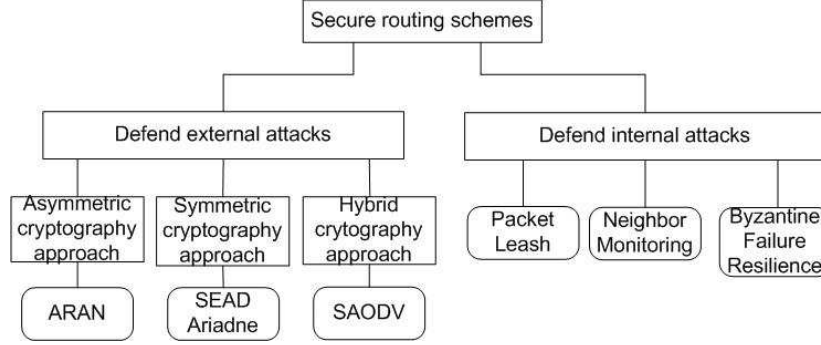 Secure routing schemes
Defend external attacks
Defend internal attacks
Asymmetric
cryptography
approach
Symmetric
cryptography
approach
Hybrid
crytography
approach
Packet
Leash
Neighbor
Monitoring
Byzantine
Failure
Resilience
ARAN
SEAD
Ariadne
SAODV